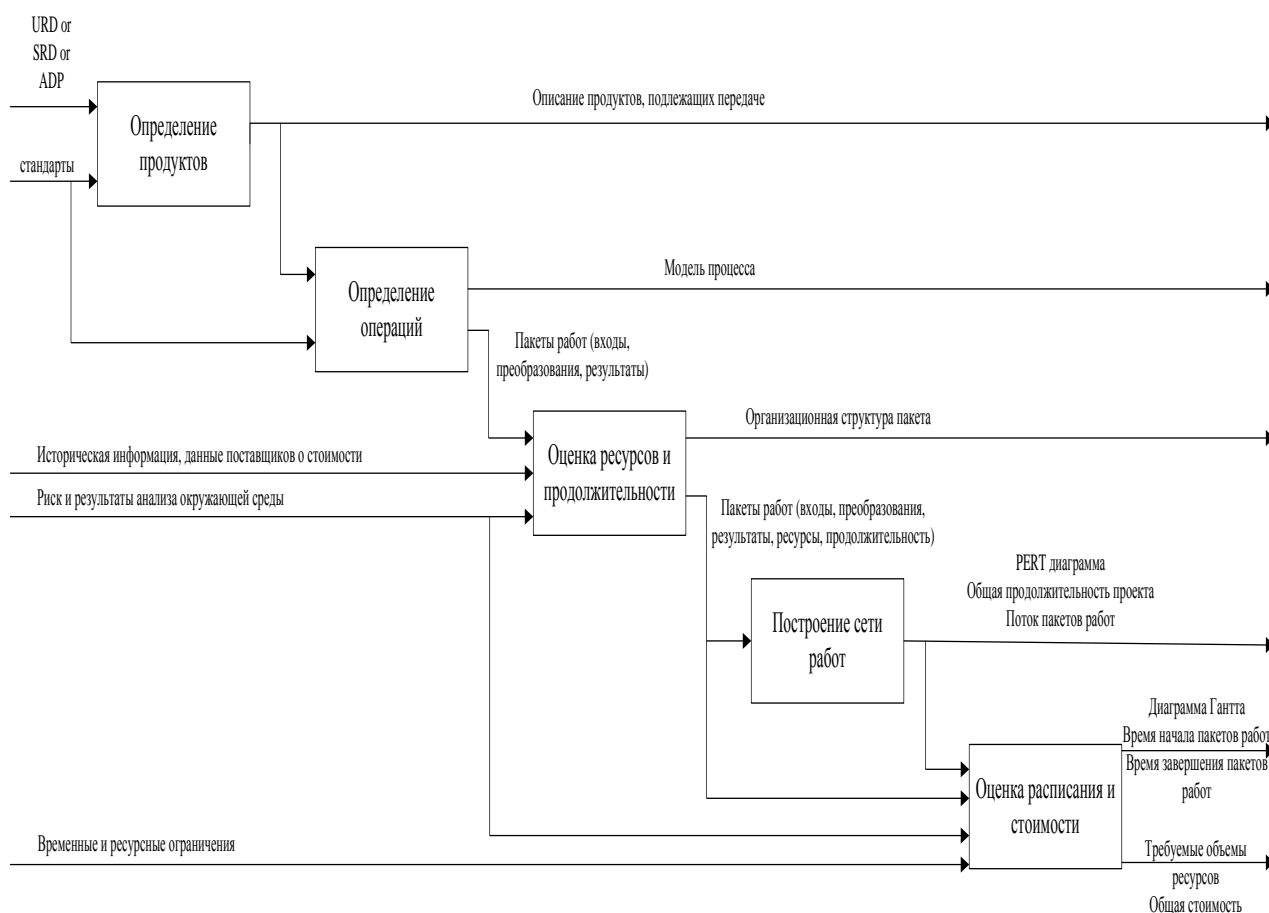 URD or
SRD or
ADP
Описание продуктов, подлежащих передаче
Определение
продуктов
стандарты
Модель процесса
Определение
операций
Пакеты работ (входы,
преобразования, результаты)
Организационная структура пакета
Историческая информация, данные поставщиков о стоимости
Оценка ресурсов и
продолжительности
Риск и результаты анализа окружающей среды
Пакеты работ (входы, преобразования,
результаты, ресурсы, продолжительность)
PERT диаграмма
Общая продолжительность проекта
Поток пакетов работ
Построение сети
работ
Диаграмма Гантта
Время начала пакетов работ
Время завершения пакетов
работ
Оценка расписания и
стоимости
Временные и ресурсные ограничения
Требуемые объемы
ресурсов
Общая стоимость